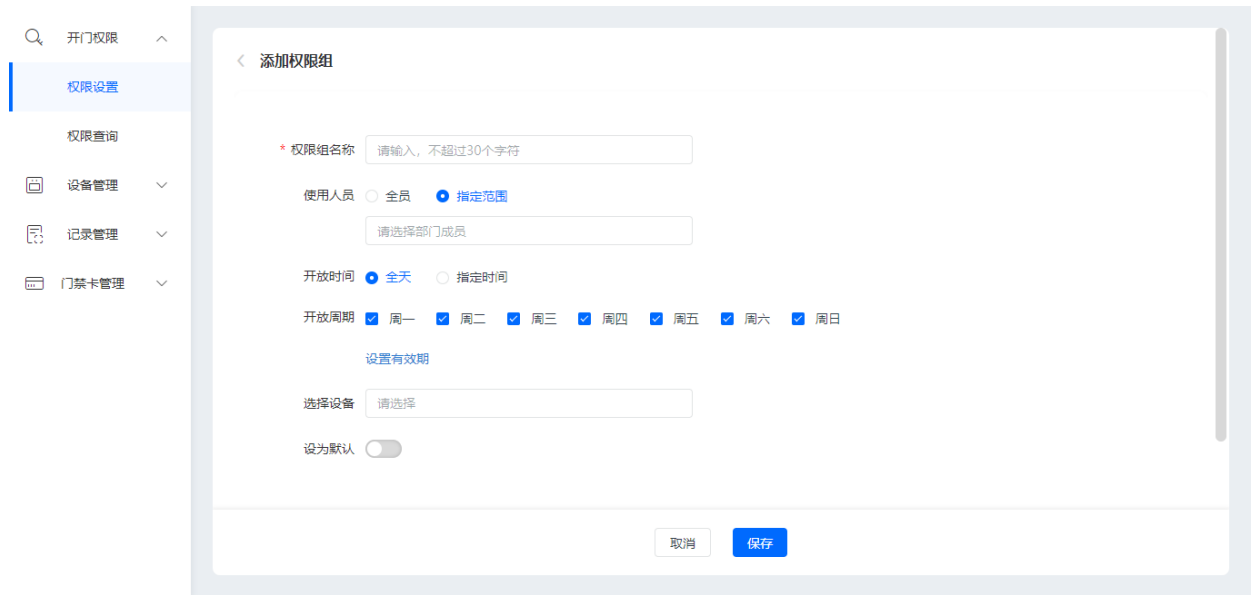 开门权限
权限设置
权限查询
设备管理
记录管理
门禁卡管理
添加权限组
* 权限组名称 请输入，不超过30个字符
使用人员 全员 指定范围
请选择部门成员
开放时间 全天 指定时间
开放周期 周一 周二 周三 周四 周五 周六 周日
设置有效期
选择设备 请选择
设为默认
取消 保存